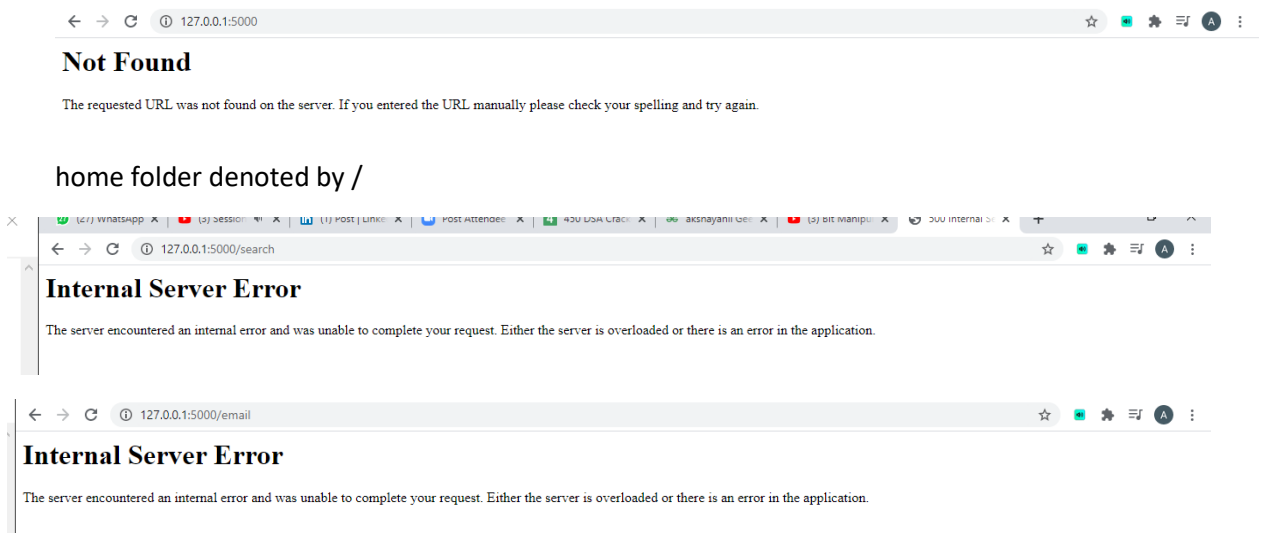 127.0.0.1:5000
A
Not Found
The requested URL was not found on the server. If you entered the URL manually please check your spelling and try again.
home folder denoted by /
(27) WhatsApp (3) Session (1) Post | Linke Post Attendee 450 DSA Crack akshayanil Gee (3) Bit Manipu 500 Internal S
127.0.0.1:5000/search
A
Internal Server Error
The server encountered an internal error and was unable to complete your request. Either the server is overloaded or there is an error in the application.
127.0.0.1:5000/email
A
Internal Server Error
The server encountered an internal error and was unable to complete your request. Either the server is overloaded or there is an error in the application.